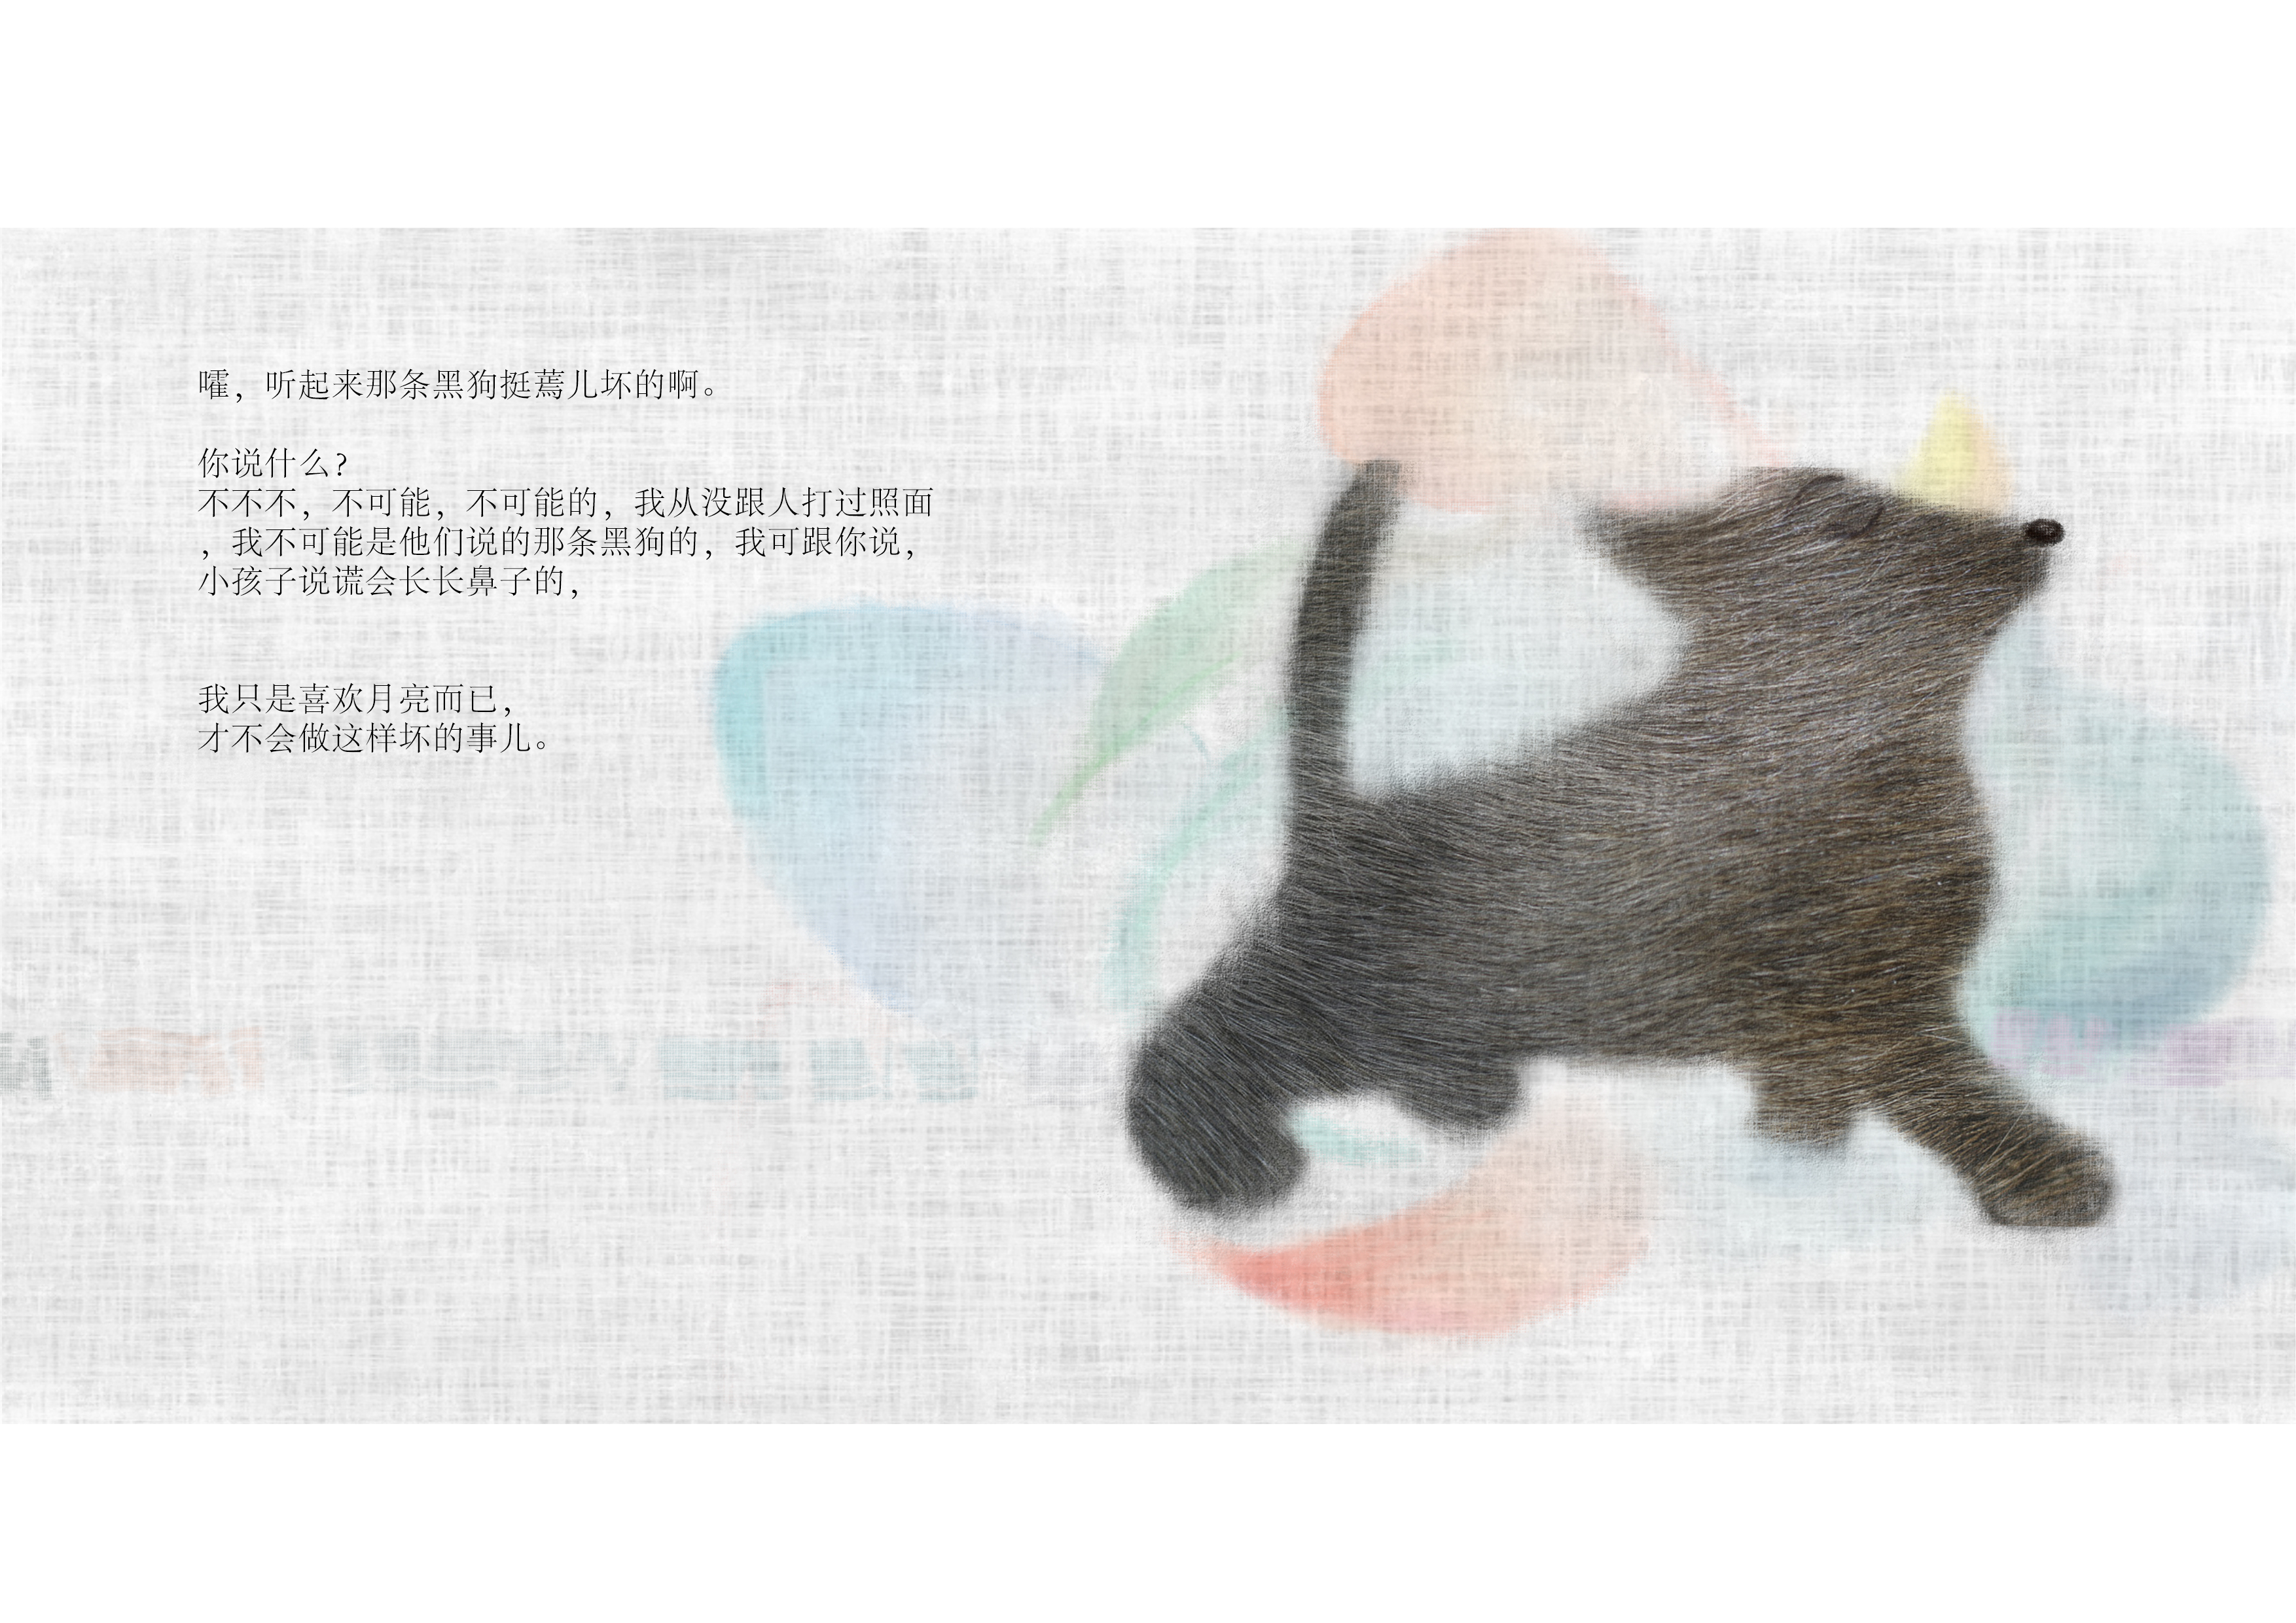 嚯，听起来那条黑狗挺蔫儿坏的啊。
你说什么？
不不不，不可能，不可能的，我从没跟人打过照面
，我不可能是他们说的那条黑狗的，我可跟你说，
小孩子说谎会长长鼻子的，
我只是喜欢月亮而已，
才不会做这样坏的事儿。